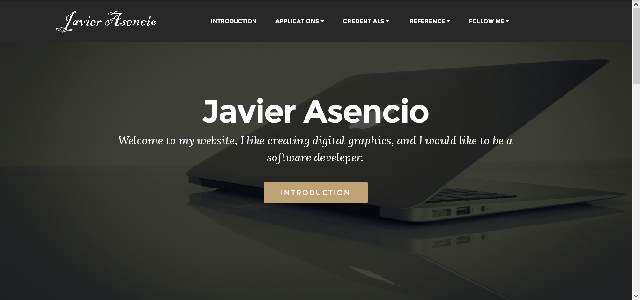 Javier Asencio
INTRODUCTION APPLICATIONS CREDENTIALS REFERENCE FOLLOW ME
Javier Asencio
Welcome to my website, I like creating digital graphics, and I would like to be a
software developer.
INTRODUCTION